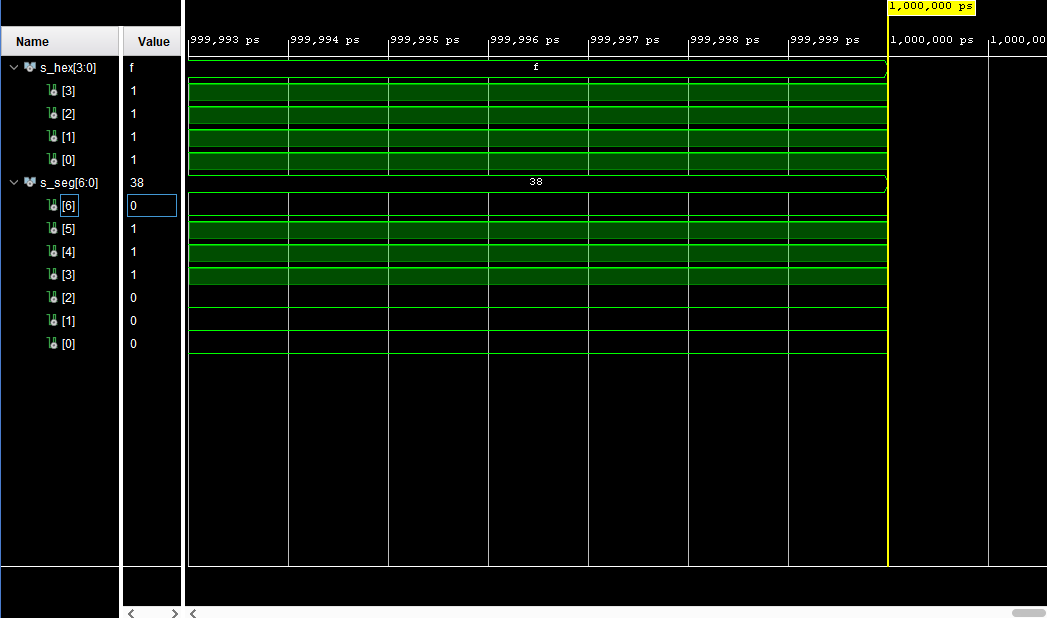 1,000,000 ps
Name Value
999,993 ps 999,994 ps 999,995 ps 999,996 ps 999,997 ps 999,998 ps 999,999 ps 1,000,000 ps 1,000,00
s_hex[3:0] f f
[3] 1
[2] 1
[1] 1
[0] 1
s_seg[6:0] 38 38
[6] 0
[5] 1
[4] 1
[3] 1
[2] 0
[1] 0
[0] 0